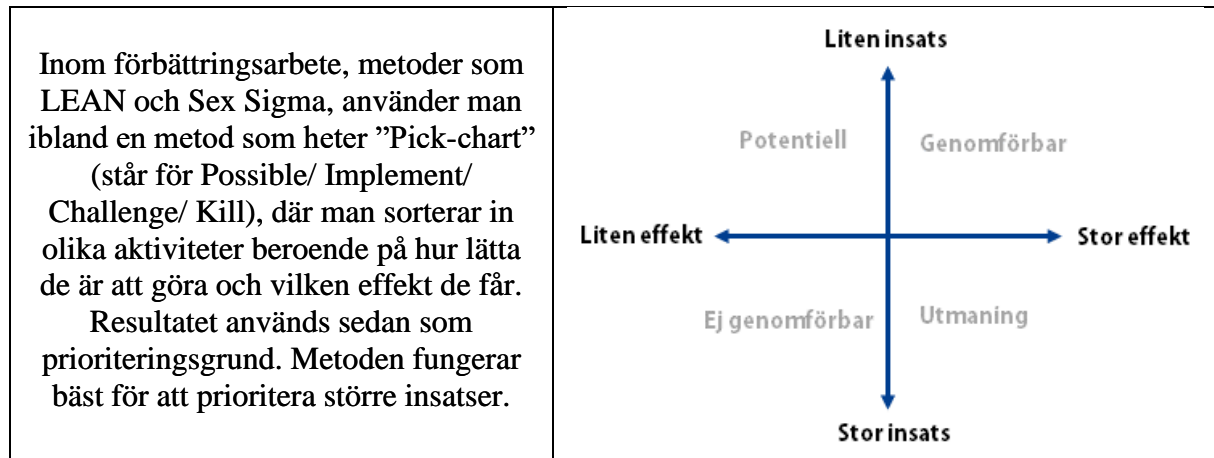 Inom förbättringsarbete, metoder som
LEAN och Sex Sigma, använder man
ibland en metod som heter ”Pick-chart”
(står för Possible/ Implement/
Challenge/ Kill), där man sorterar in
olika aktiviteter beroende på hur lätta
de är att göra och vilken effekt de får.
Resultatet används sedan som
prioriteringsgrund. Metoden fungerar
bäst för att prioritera större insatser.
Liten insats
Potentiell
Genomförbar
Liten effekt
Stor effekt
Ej genomförbar
Utmaning
Stor insats